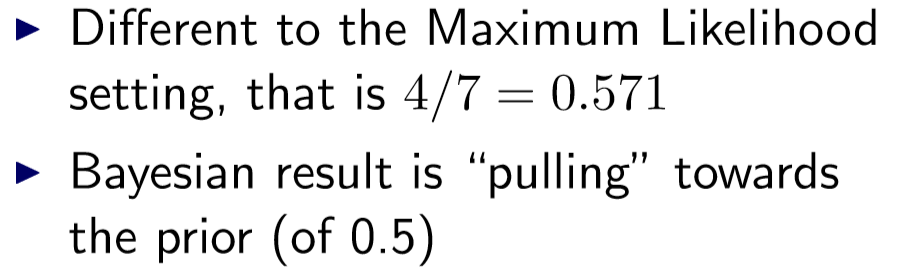 ▶ Different to the Maximum Likelihood
setting, that is 4/7 = 0.571
▶ Bayesian result is “pulling” towards
the prior (of 0.5)